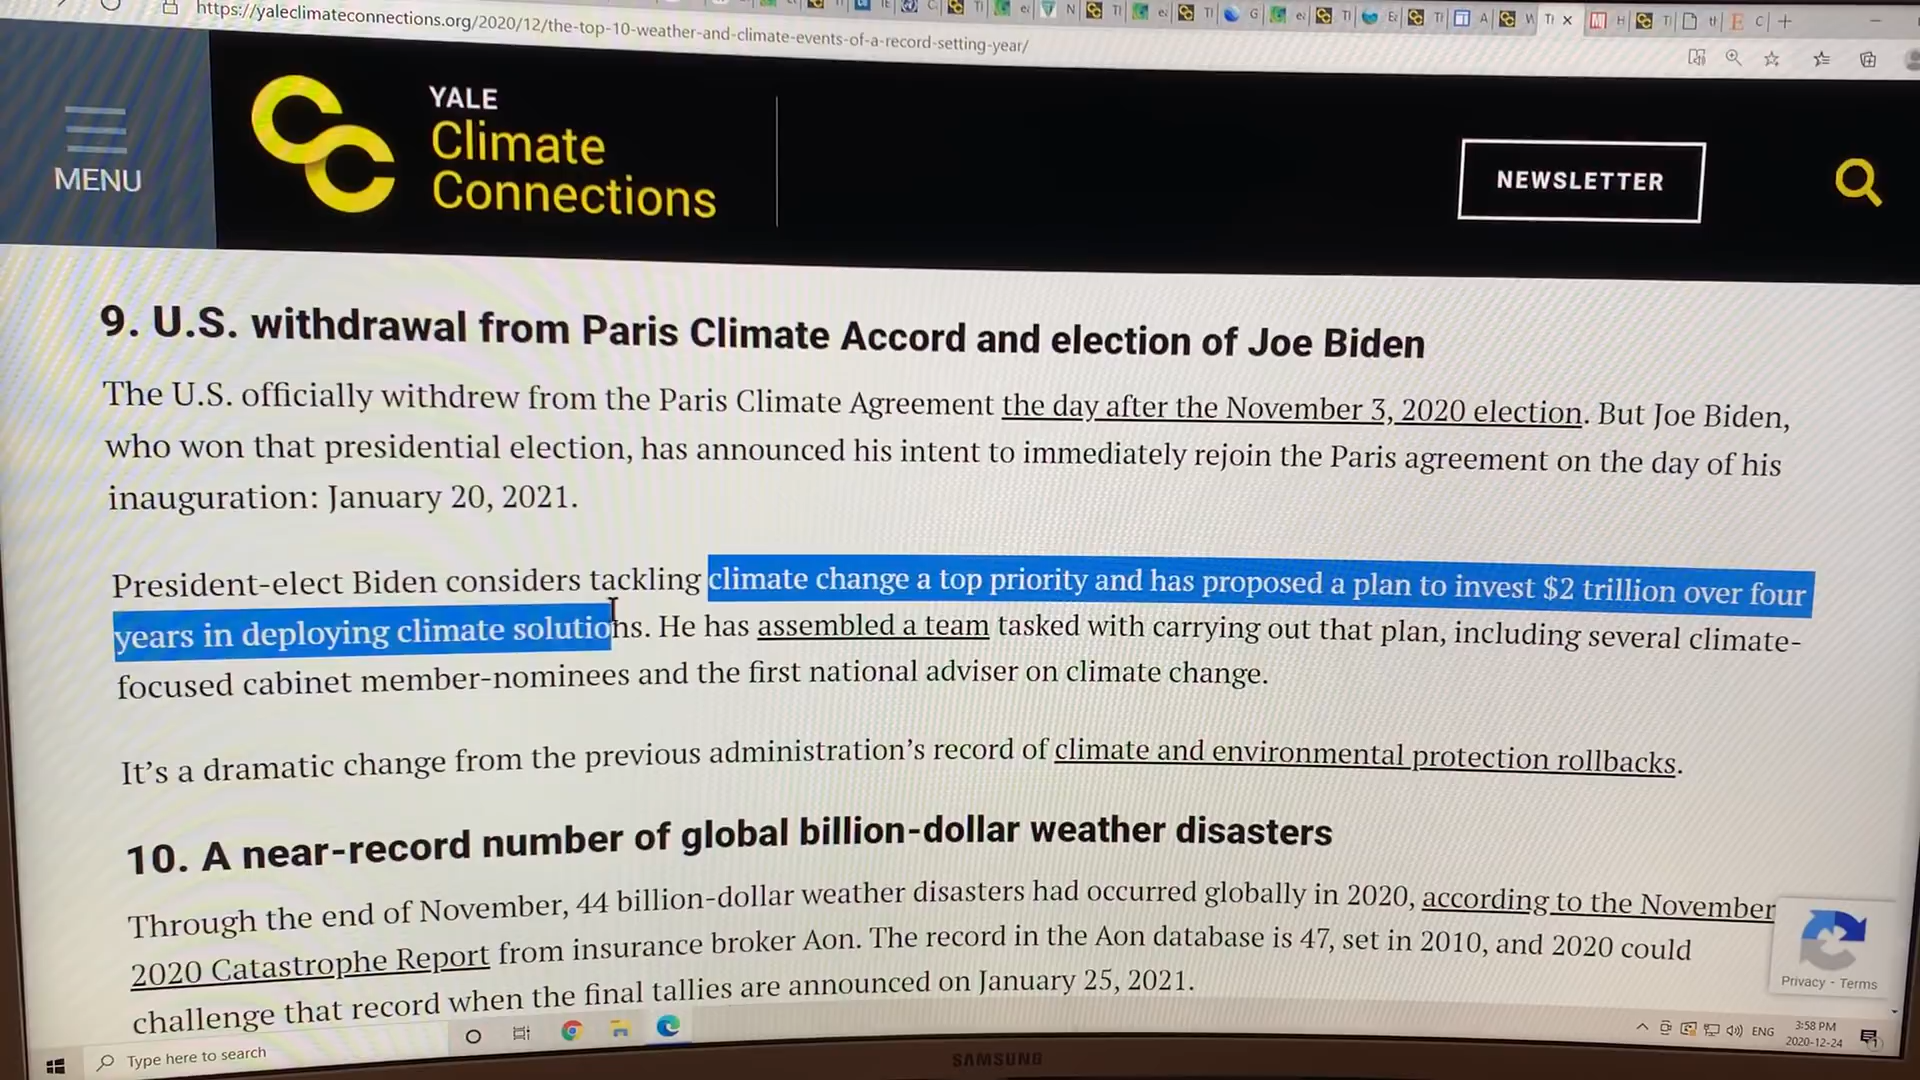 https://yaleclimateconnections.org/2020/12/the-top-10-weather-and-climate-events-of-a-record-setting-year/
MENU
YALE
Climate
Connections
NEWSLETTER
9. U.S. withdrawal from Paris Climate Accord and election of Joe Biden
The U.S. officially withdrew from the Paris Climate Agreement the day after the November 3, 2020 election. But Joe Biden,
who won that presidential election, has announced his intent to immediately rejoin the Paris agreement on the day of his
inauguration: January 20, 2021.
President-elect Biden considers tackling climate change a top priority and has proposed a plan to invest $2 trillion over four
years in deploying climate solutions. He has assembled a team tasked with carrying out that plan, including several climate-
focused cabinet member-nominees and the first national adviser on climate change.
It's a dramatic change from the previous administration's record of climate and environmental protection rollbacks.
10. A near-record number of global billion-dollar weather disasters
Through the end of November, 44 billion-dollar weather disasters had occurred globally in 2020, according to the November
2020 Catastrophe Report from insurance broker Aon. The record in the Aon database is 47, set in 2010, and 2020 could
challenge that record when the final tallies are announced on January 25, 2021.
Privacy - Terms
Type here to search
ENG
3:58 PM
2020-12-24
SAMSUNG